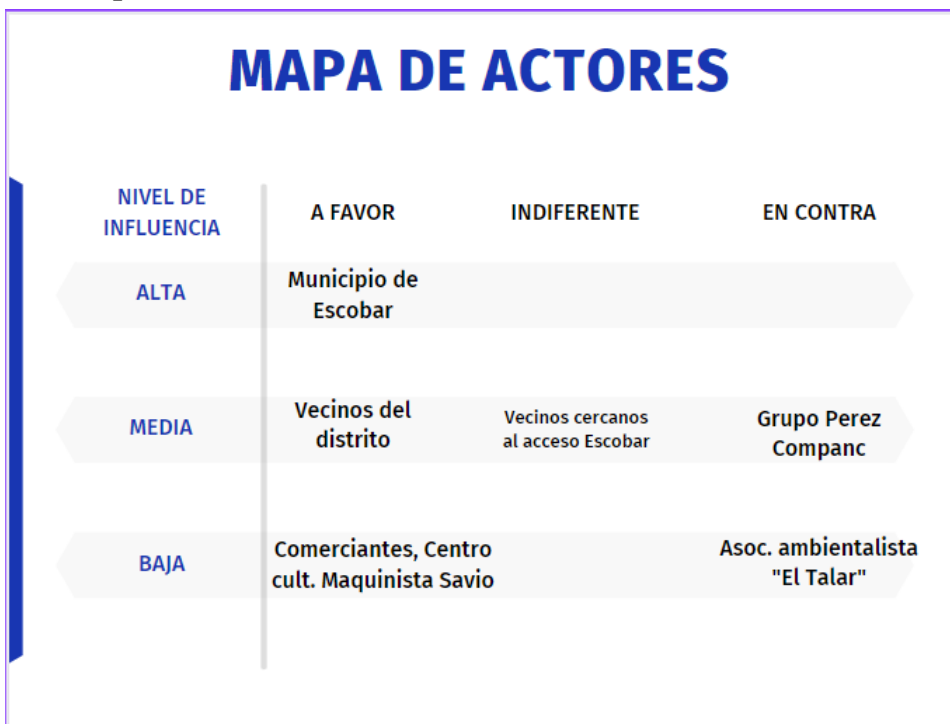 MAPA DE ACTORES
NIVEL DE
INFLUENCIA
A FAVOR
INDIFERENTE
EN CONTRA
ALTA
Municipio de
Escobar
MEDIA
Vecinos del
distrito
Vecinos cercanos
al acceso Escobar
Grupo Perez
Companc
BAJA
Comerciantes, Centro
cult. Maquinista Savio
Asoc. ambientalista
"El Talar"